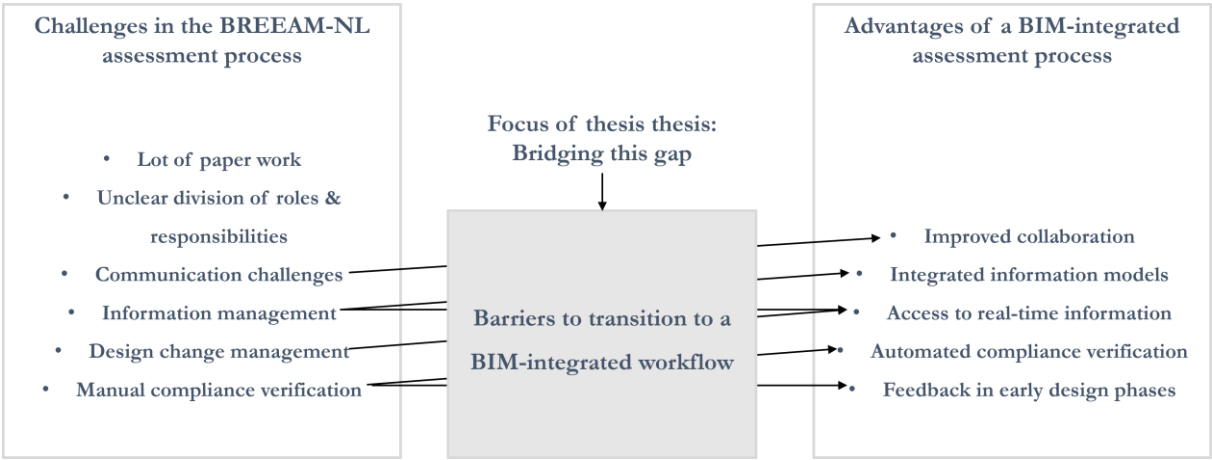 Challenges in the BREEAM-NL
assessment process
• Lot of paper work
• Unclear division of roles &
responsibilities
• Communication challenges
• Information management
• Design change management
• Manual compliance verification
Focus of thesis thesis:
Bridging this gap
Barriers to transition to a
BIM-integrated workflow
Advantages of a BIM-integrated
assessment process
• Improved collaboration
• Integrated information models
• Access to real-time information
• Automated compliance verification
• Feedback in early design phases